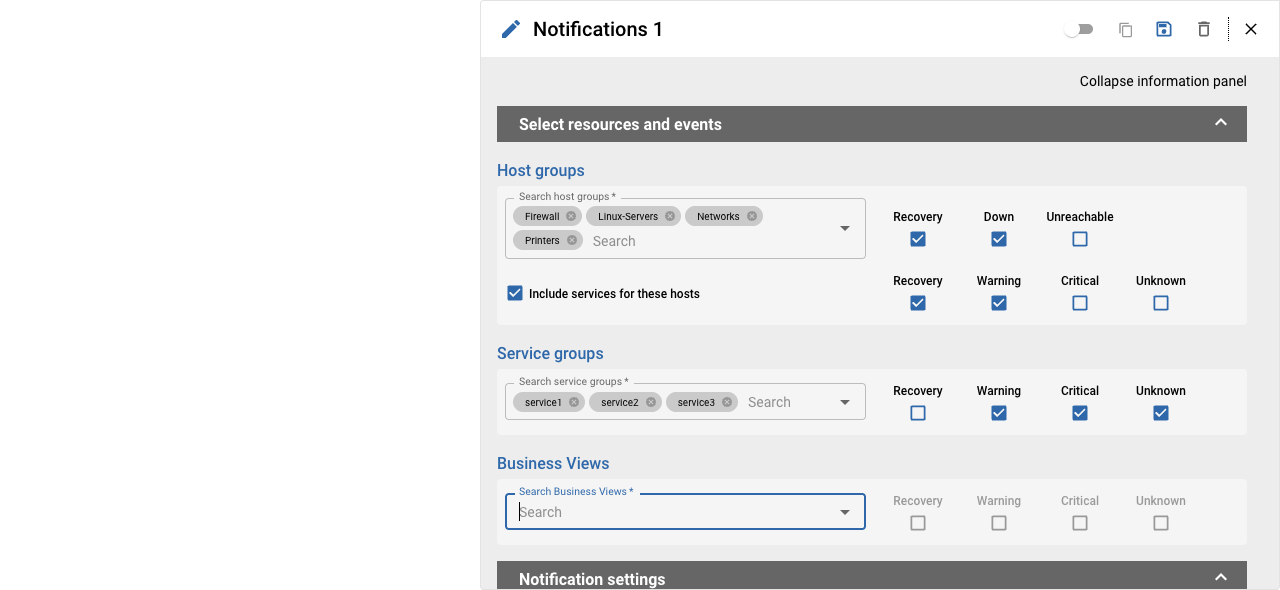 Notifications 1
Collapse information panel
Select resources and events
Host groups
Search host groups *
Firewall Linux-Servers Networks
Printers Search
Recovery Down Unreachable
Include services for these hosts
Recovery Warning Critical Unknown
Service groups
Search service groups *
service1 service2 service3 Search
Recovery Warning Critical Unknown
Business Views
Search Business Views *
Search
Recovery Warning Critical Unknown
Notification settings